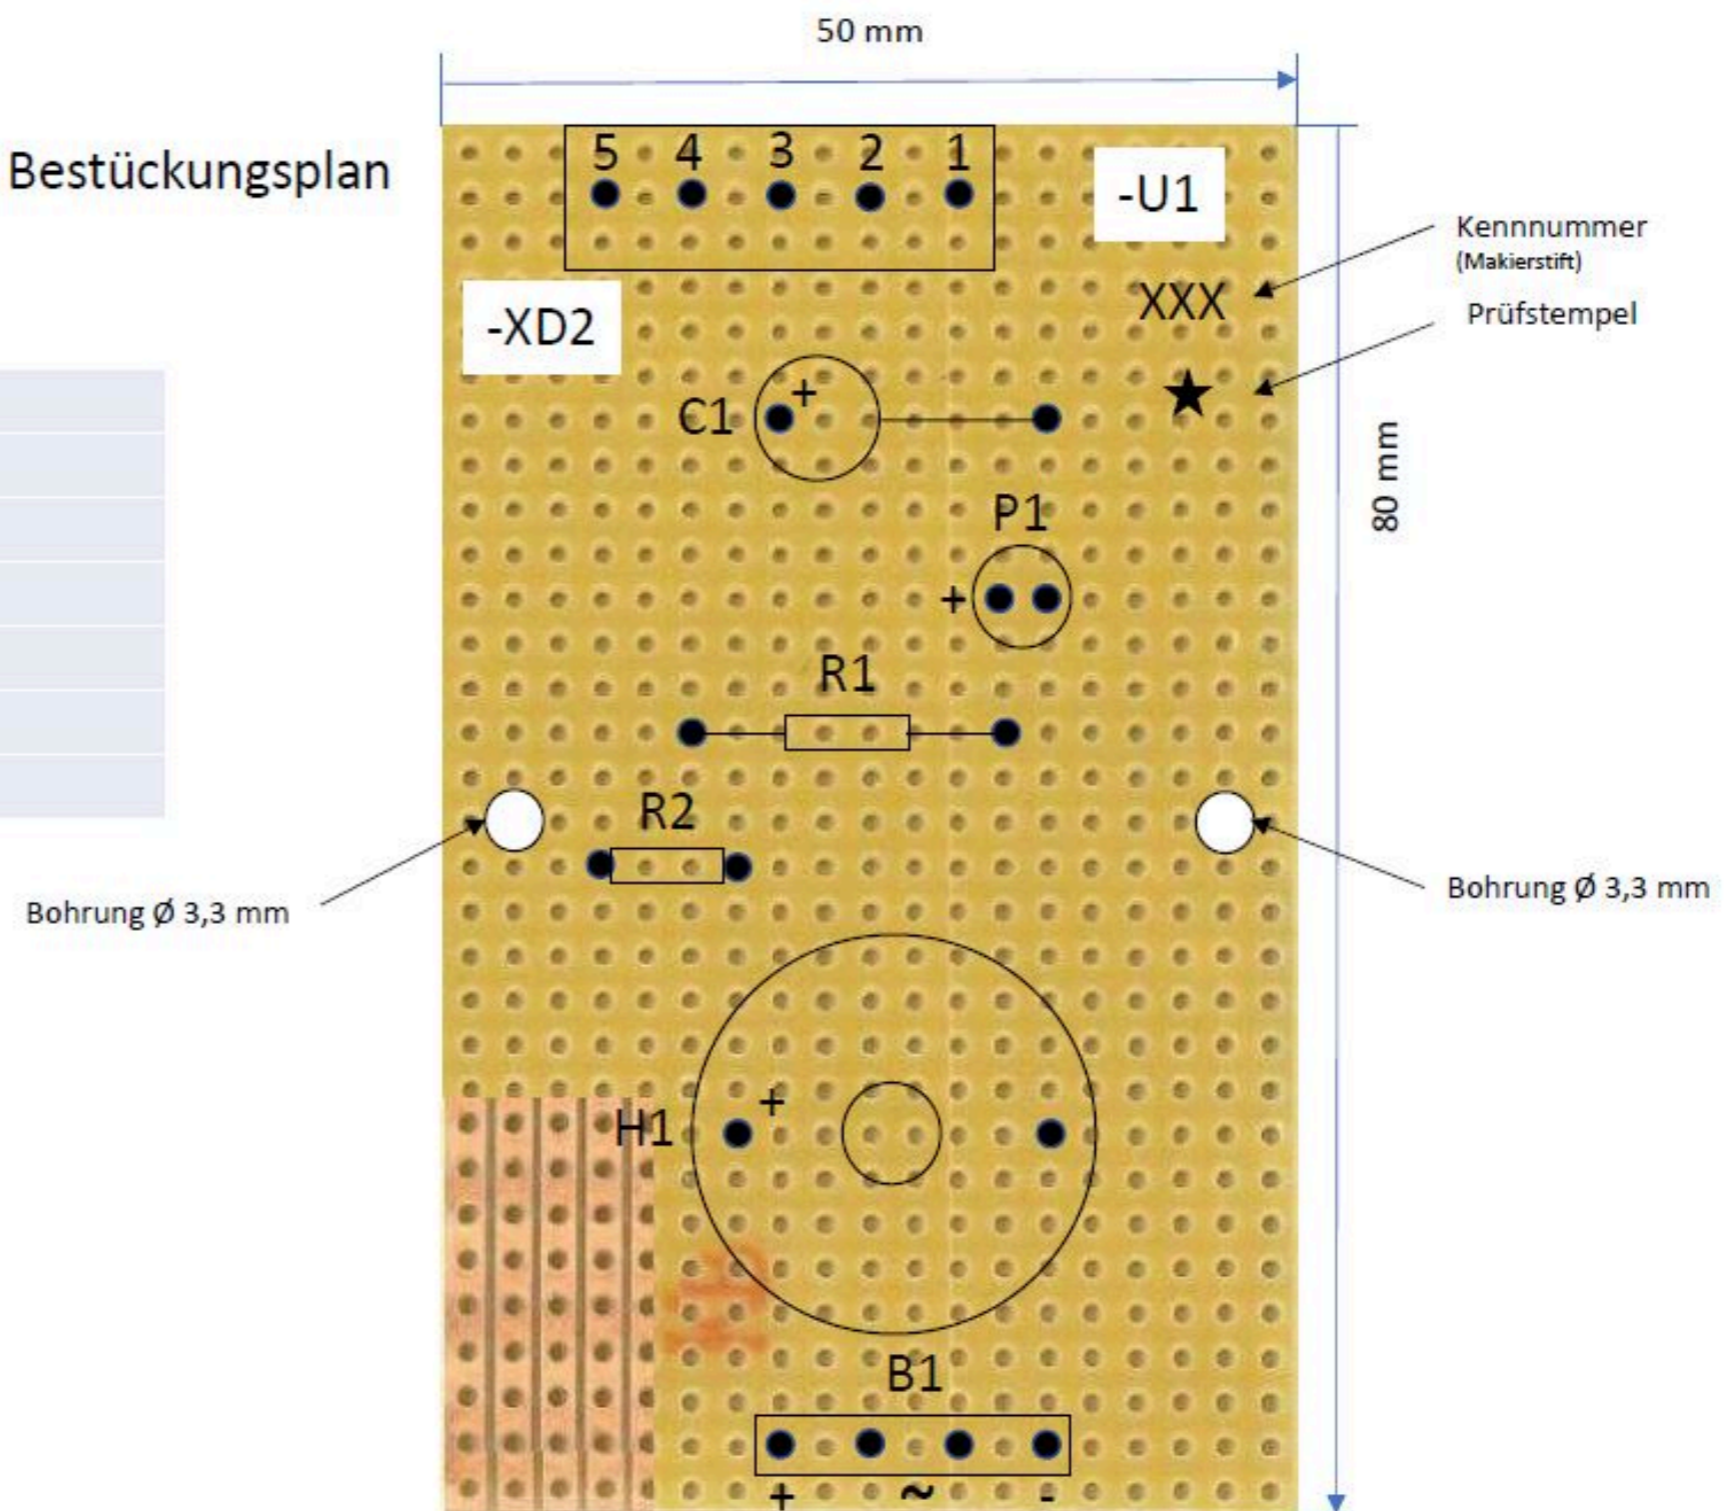 50 mm
Bestückungsplan
5 4 3 2 1
-U1
Kennnummer
(Makierstift)
XXX
Prüfstempel
-XD2
+
C1
80 mm
P1
+
R1
R2
Bohrung Ø 3,3 mm
Bohrung Ø 3,3 mm
+
H1
B1
+ ~ -